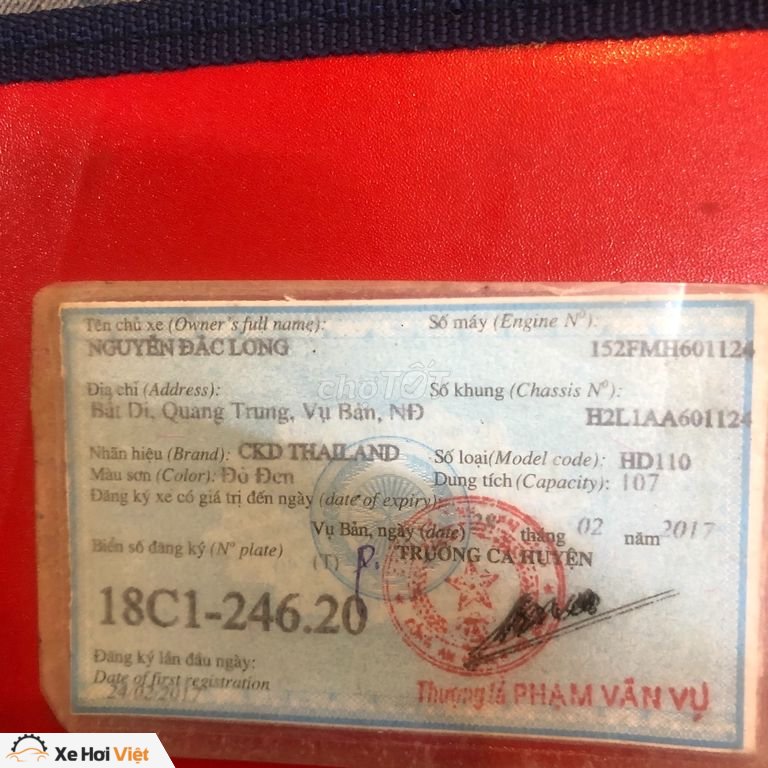 Tên chủ xe (Owner's full name):
NGUYỄN ĐẮC LONG
Số máy (Engine Nº):
152FMH601124
Địa chỉ (Address):
Bất Di, Quang Trung, Vụ Bản, NĐ
Số khung (Chassis Nº):
H2L1AA601124
Nhãn hiệu (Brand): CKD THAILAND
Số loại(Model code): HD110
Màu sơn (Color): Đỏ Đen
Dung tích (Capacity): 107
Đăng ký xe có giá trị đến ngày (date of expiry):
Vụ Bản, ngày (date) tháng 02 năm 2017
Biển số đăng ký (Nº plate)
(T)
TRƯỞNG CA HUYỆN
18C1-246.20
Đăng ký lần đầu ngày:
Date of first registration
24/02/2017
Thượng tá PHẠM VĂN VỤ
chợTỐT
Xe Hơi Việt